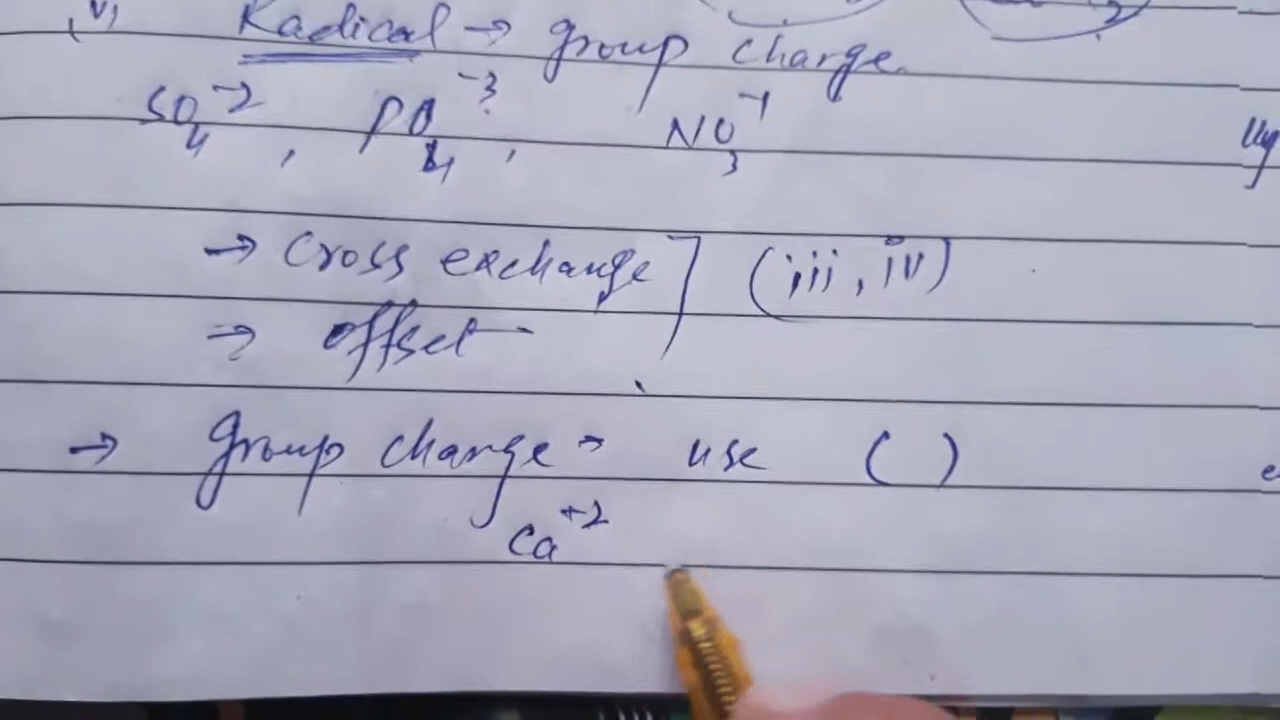 (v) Radical → group charge.
SO₄⁻², PO₄⁻³, NO₃⁻¹
→ Cross exchange ] (iii, iv)
→ offset
→ Group charge → use ( )
Ca⁺²